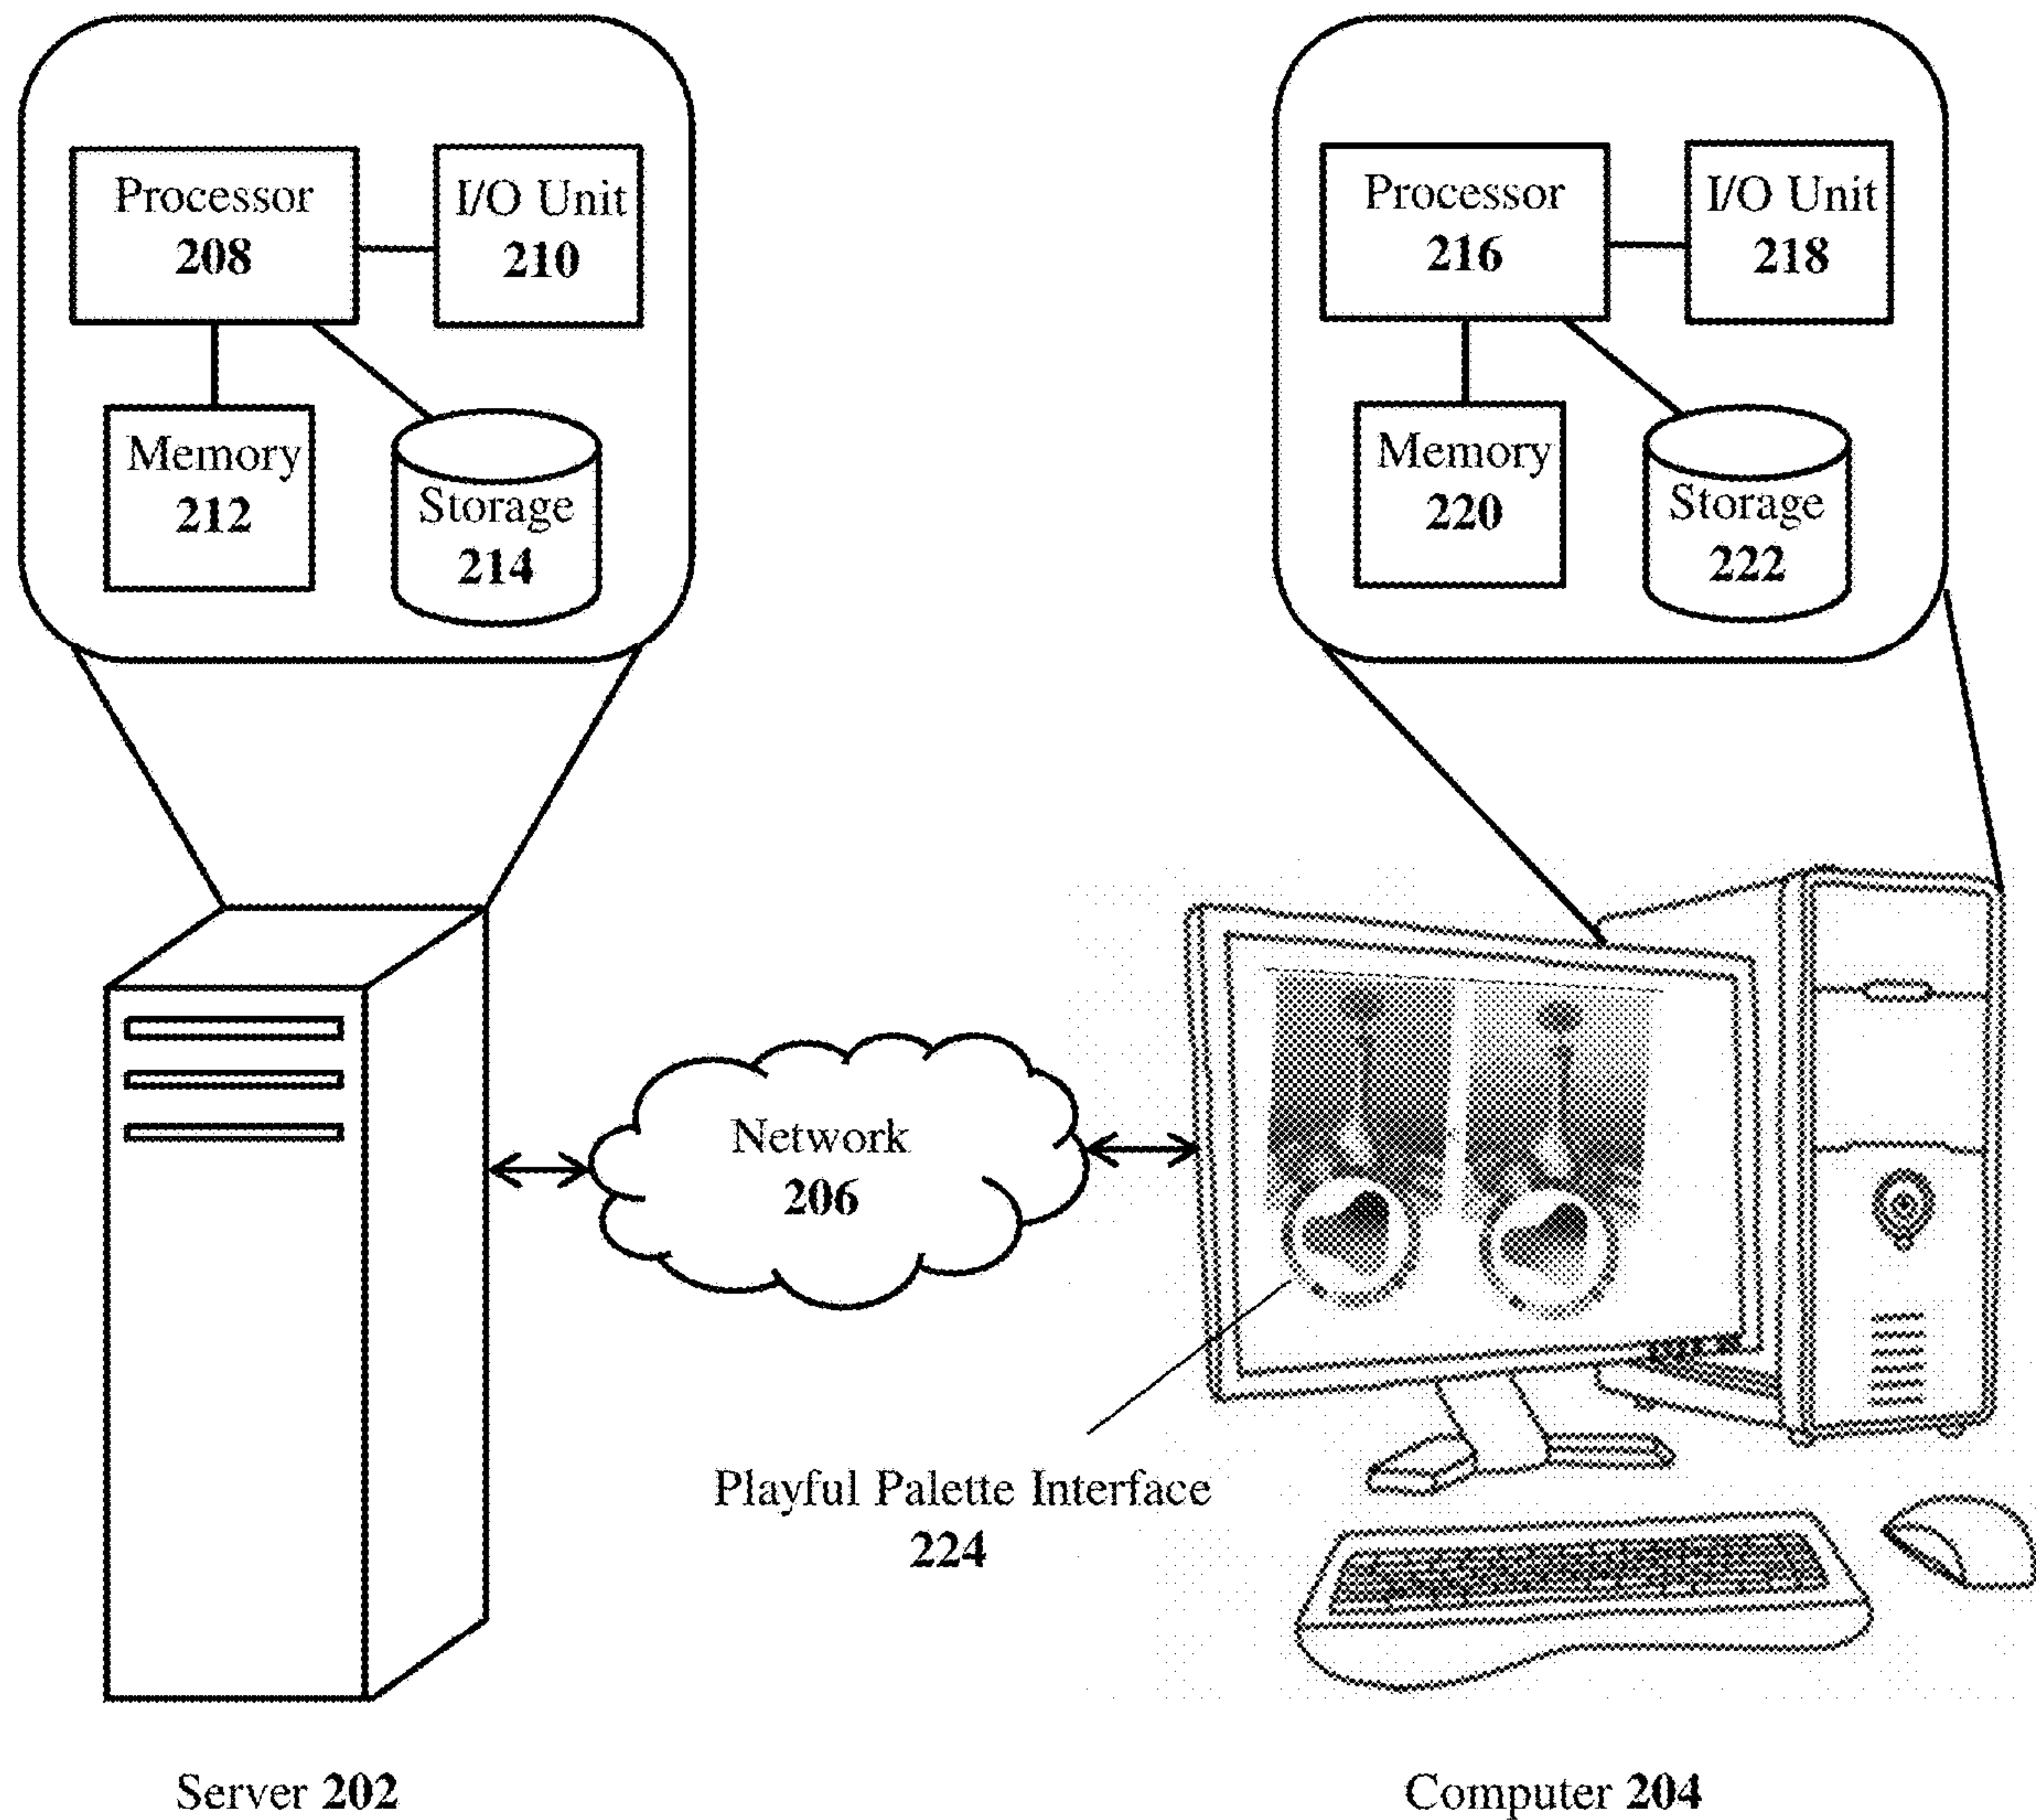 Processor
208
I/O Unit
210
Memory
212
Storage
214
Processor
216
I/O Unit
218
Memory
220
Storage
222
Network
206
Playful Palette Interface
224
Server 202
Computer 204